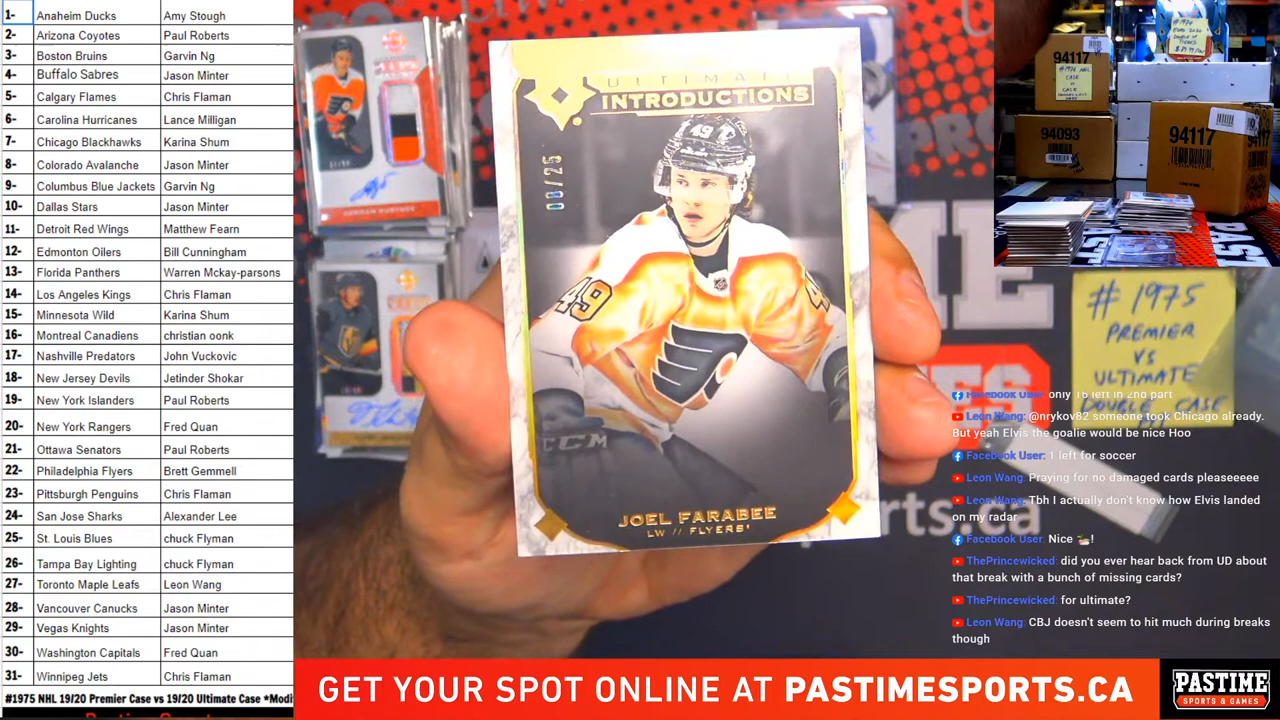 1- Anaheim Ducks Amy Stough
2- Arizona Coyotes Paul Roberts
3- Boston Bruins Garvin Ng
4- Buffalo Sabres Jason Minter
5- Calgary Flames Chris Flaman
6- Carolina Hurricanes Lance Milligan
7- Chicago Blackhawks Karina Shum
8- Colorado Avalanche Jason Minter
9- Columbus Blue Jackets Garvin Ng
10- Dallas Stars Jason Minter
11- Detroit Red Wings Matthew Fearn
12- Edmonton Oilers Bill Cunningham
13- Florida Panthers Warren Mckay-parsons
14- Los Angeles Kings Chris Flaman
15- Minnesota Wild Karina Shum
16- Montreal Canadiens christian oonk
17- Nashville Predators John Vuckovic
18- New Jersey Devils Jetinder Shokar
19- New York Islanders Paul Roberts
20- New York Rangers Fred Quan
21- Ottawa Senators Paul Roberts
22- Philadelphia Flyers Brett Gemmell
23- Pittsburgh Penguins Chris Flaman
24- San Jose Sharks Alexander Lee
25- St. Louis Blues chuck Flyman
26- Tampa Bay Lighting chuck Flyman
27- Toronto Maple Leafs Leon Wang
28- Vancouver Canucks Jason Minter
29- Vegas Knights Jason Minter
30- Washington Capitals Fred Quan
31- Winnipeg Jets Chris Flaman
#1975 NHL 19/20 Premier Case vs 19/20 Ultimate Case *Modi
ULTIMATE
INTRODUCTIONS
08/25
49
49
CCM
JOEL FARABEE
LW // FLYERS
94117
94093
94117
#1975
PREMIER
VS
ULTIMATE
CASE
Facebook User: only 16 left in 2nd part
Leon Wang: @nrykov82 someone took Chicago already.
But yeah Elvis the goalie would be nice Hoo
Facebook User: 1 left for soccer
Leon Wang: Praying for no damaged cards pleaseeeee
Leon Wang: Tbh I actually don't know how Elvis landed
on my radar
Facebook User: Nice !
ThePrincewicked: did you ever hear back from UD about
that break with a bunch of missing cards?
ThePrincewicked: for ultimate?
Leon Wang: CBJ doesn't seem to hit much during breaks
though
GET YOUR SPOT ONLINE AT PASTIMESPORTS.CA
PASTIME
SPORTS & GAMES